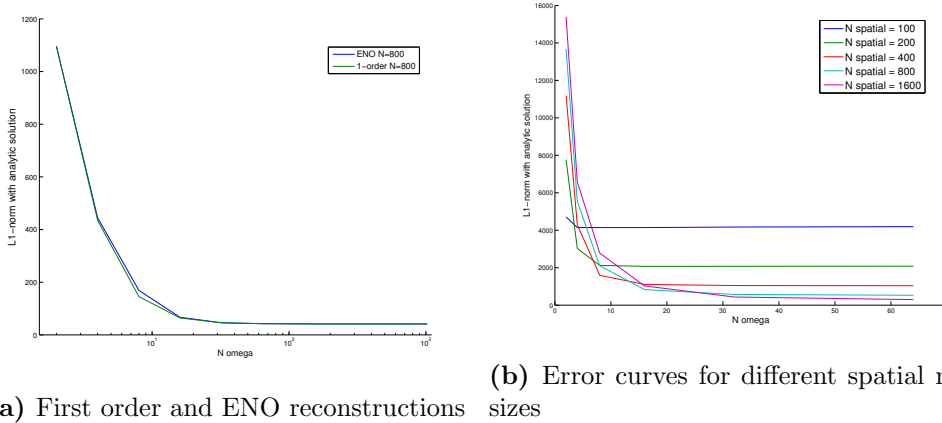 1200
1000
800
600
400
200
0
L1−norm with analytic solution
ENO N=800
1−order N=800
10¹
10²
10³
N omega
a) First order and ENO reconstructions
16000
14000
12000
10000
8000
6000
4000
2000
0
L1−norm with analytic solution
N spatial = 100
N spatial = 200
N spatial = 400
N spatial = 800
N spatial = 1600
0
10
20
30
40
50
60
N omega
(b) Error curves for different spatial
sizes